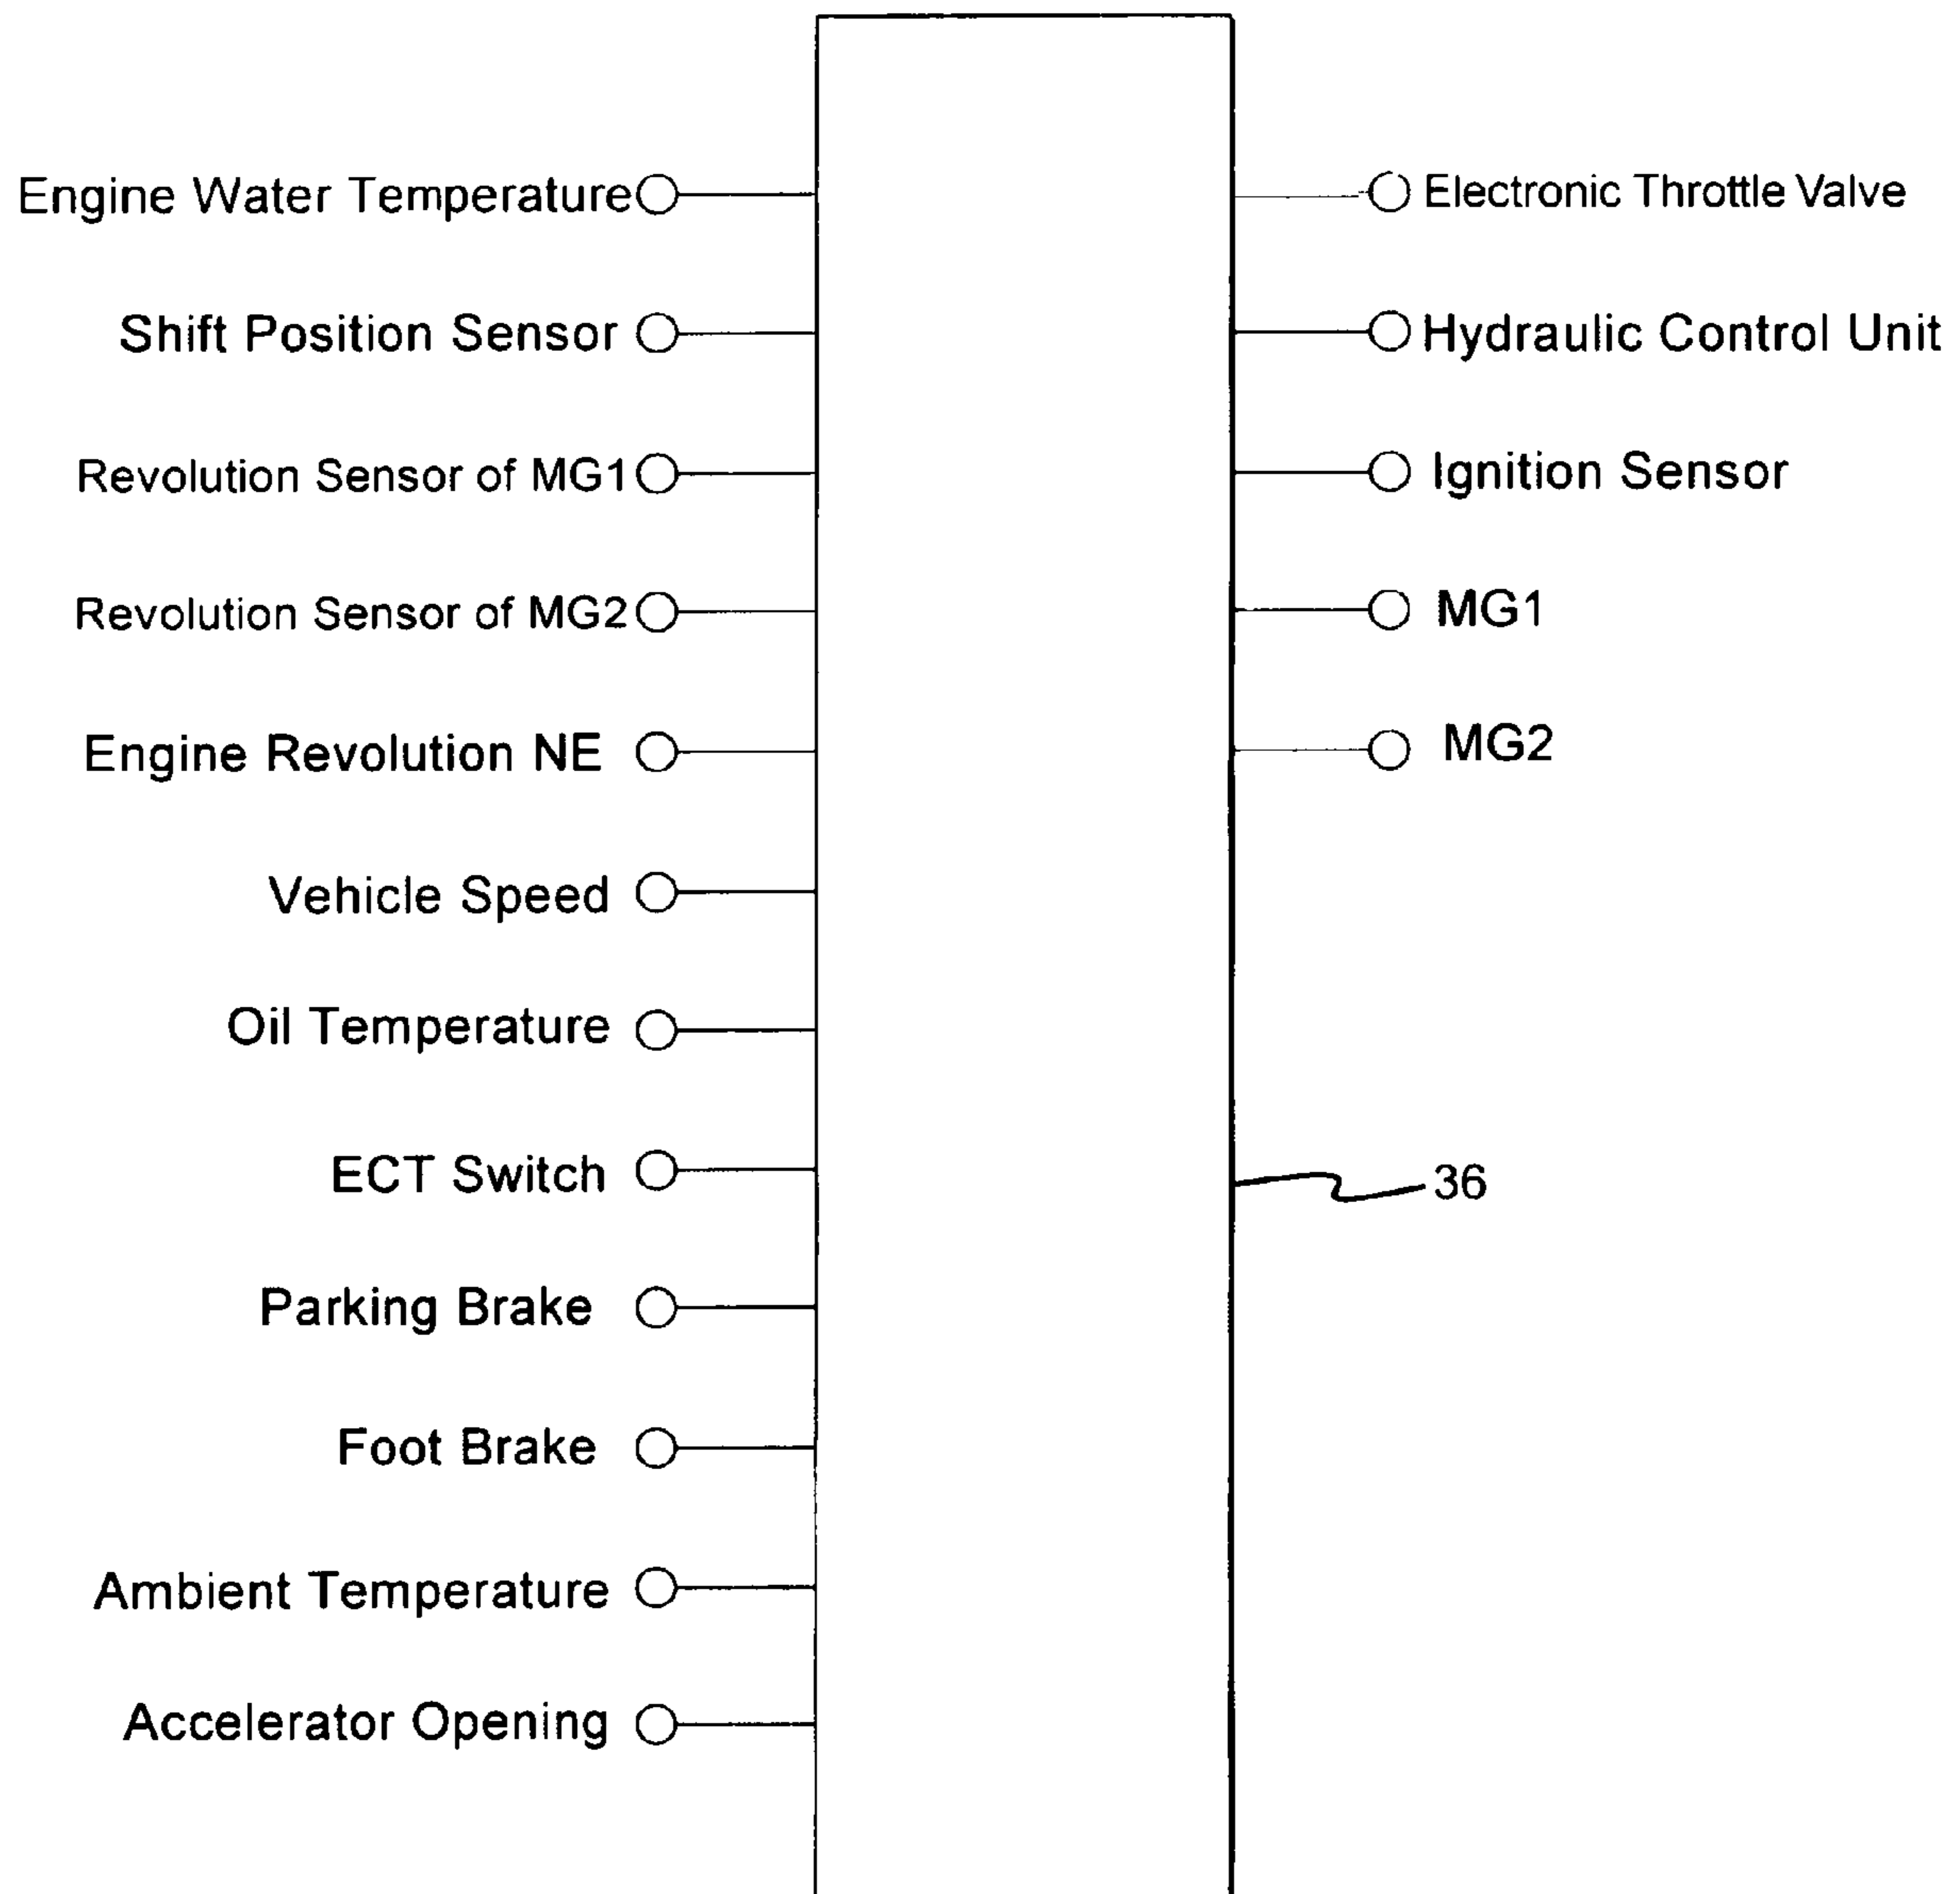 Engine Water Temperature
Shift Position Sensor
Revolution Sensor of MG1
Revolution Sensor of MG2
Engine Revolution NE
Vehicle Speed
Oil Temperature
ECT Switch
Parking Brake
Foot Brake
Ambient Temperature
Accelerator Opening
Electronic Throttle Valve
Hydraulic Control Unit
Ignition Sensor
MG1
MG2
36